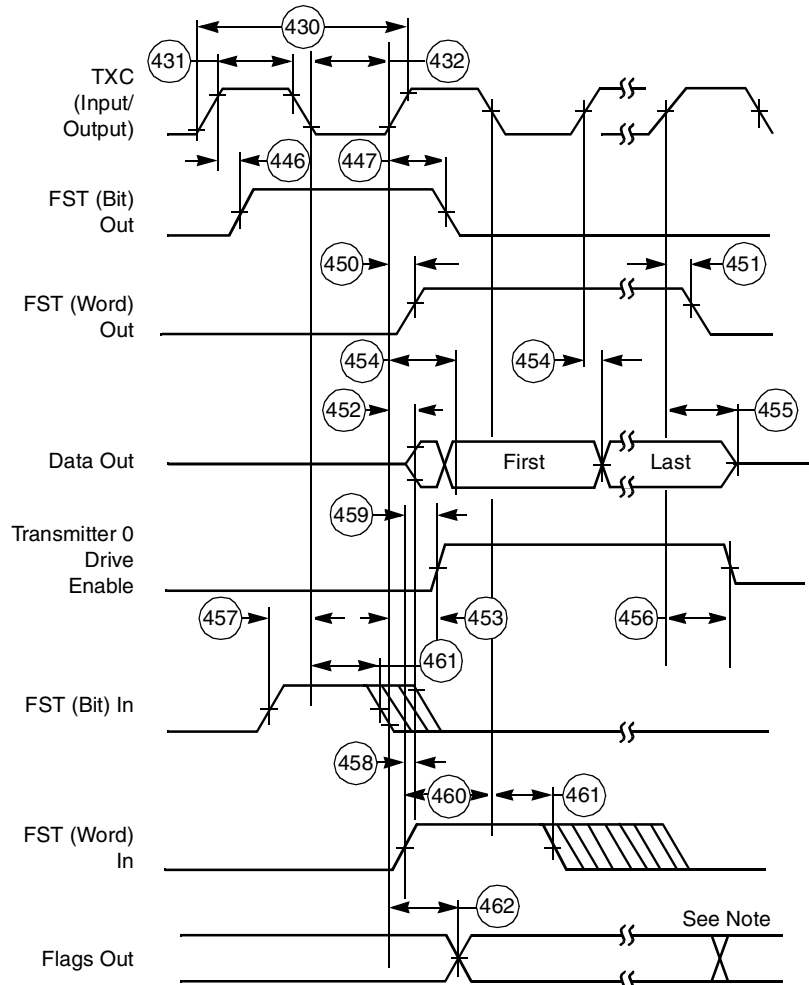 430
431
432
TXC
(Input/
Output)
446
447
FST (Bit)
Out
450
451
FST (Word)
Out
454
454
452
455
Data Out
First
Last
459
Transmitter 0
Drive
Enable
457
453
456
461
FST (Bit) In
458
460
461
FST (Word)
In
462
See Note
Flags Out